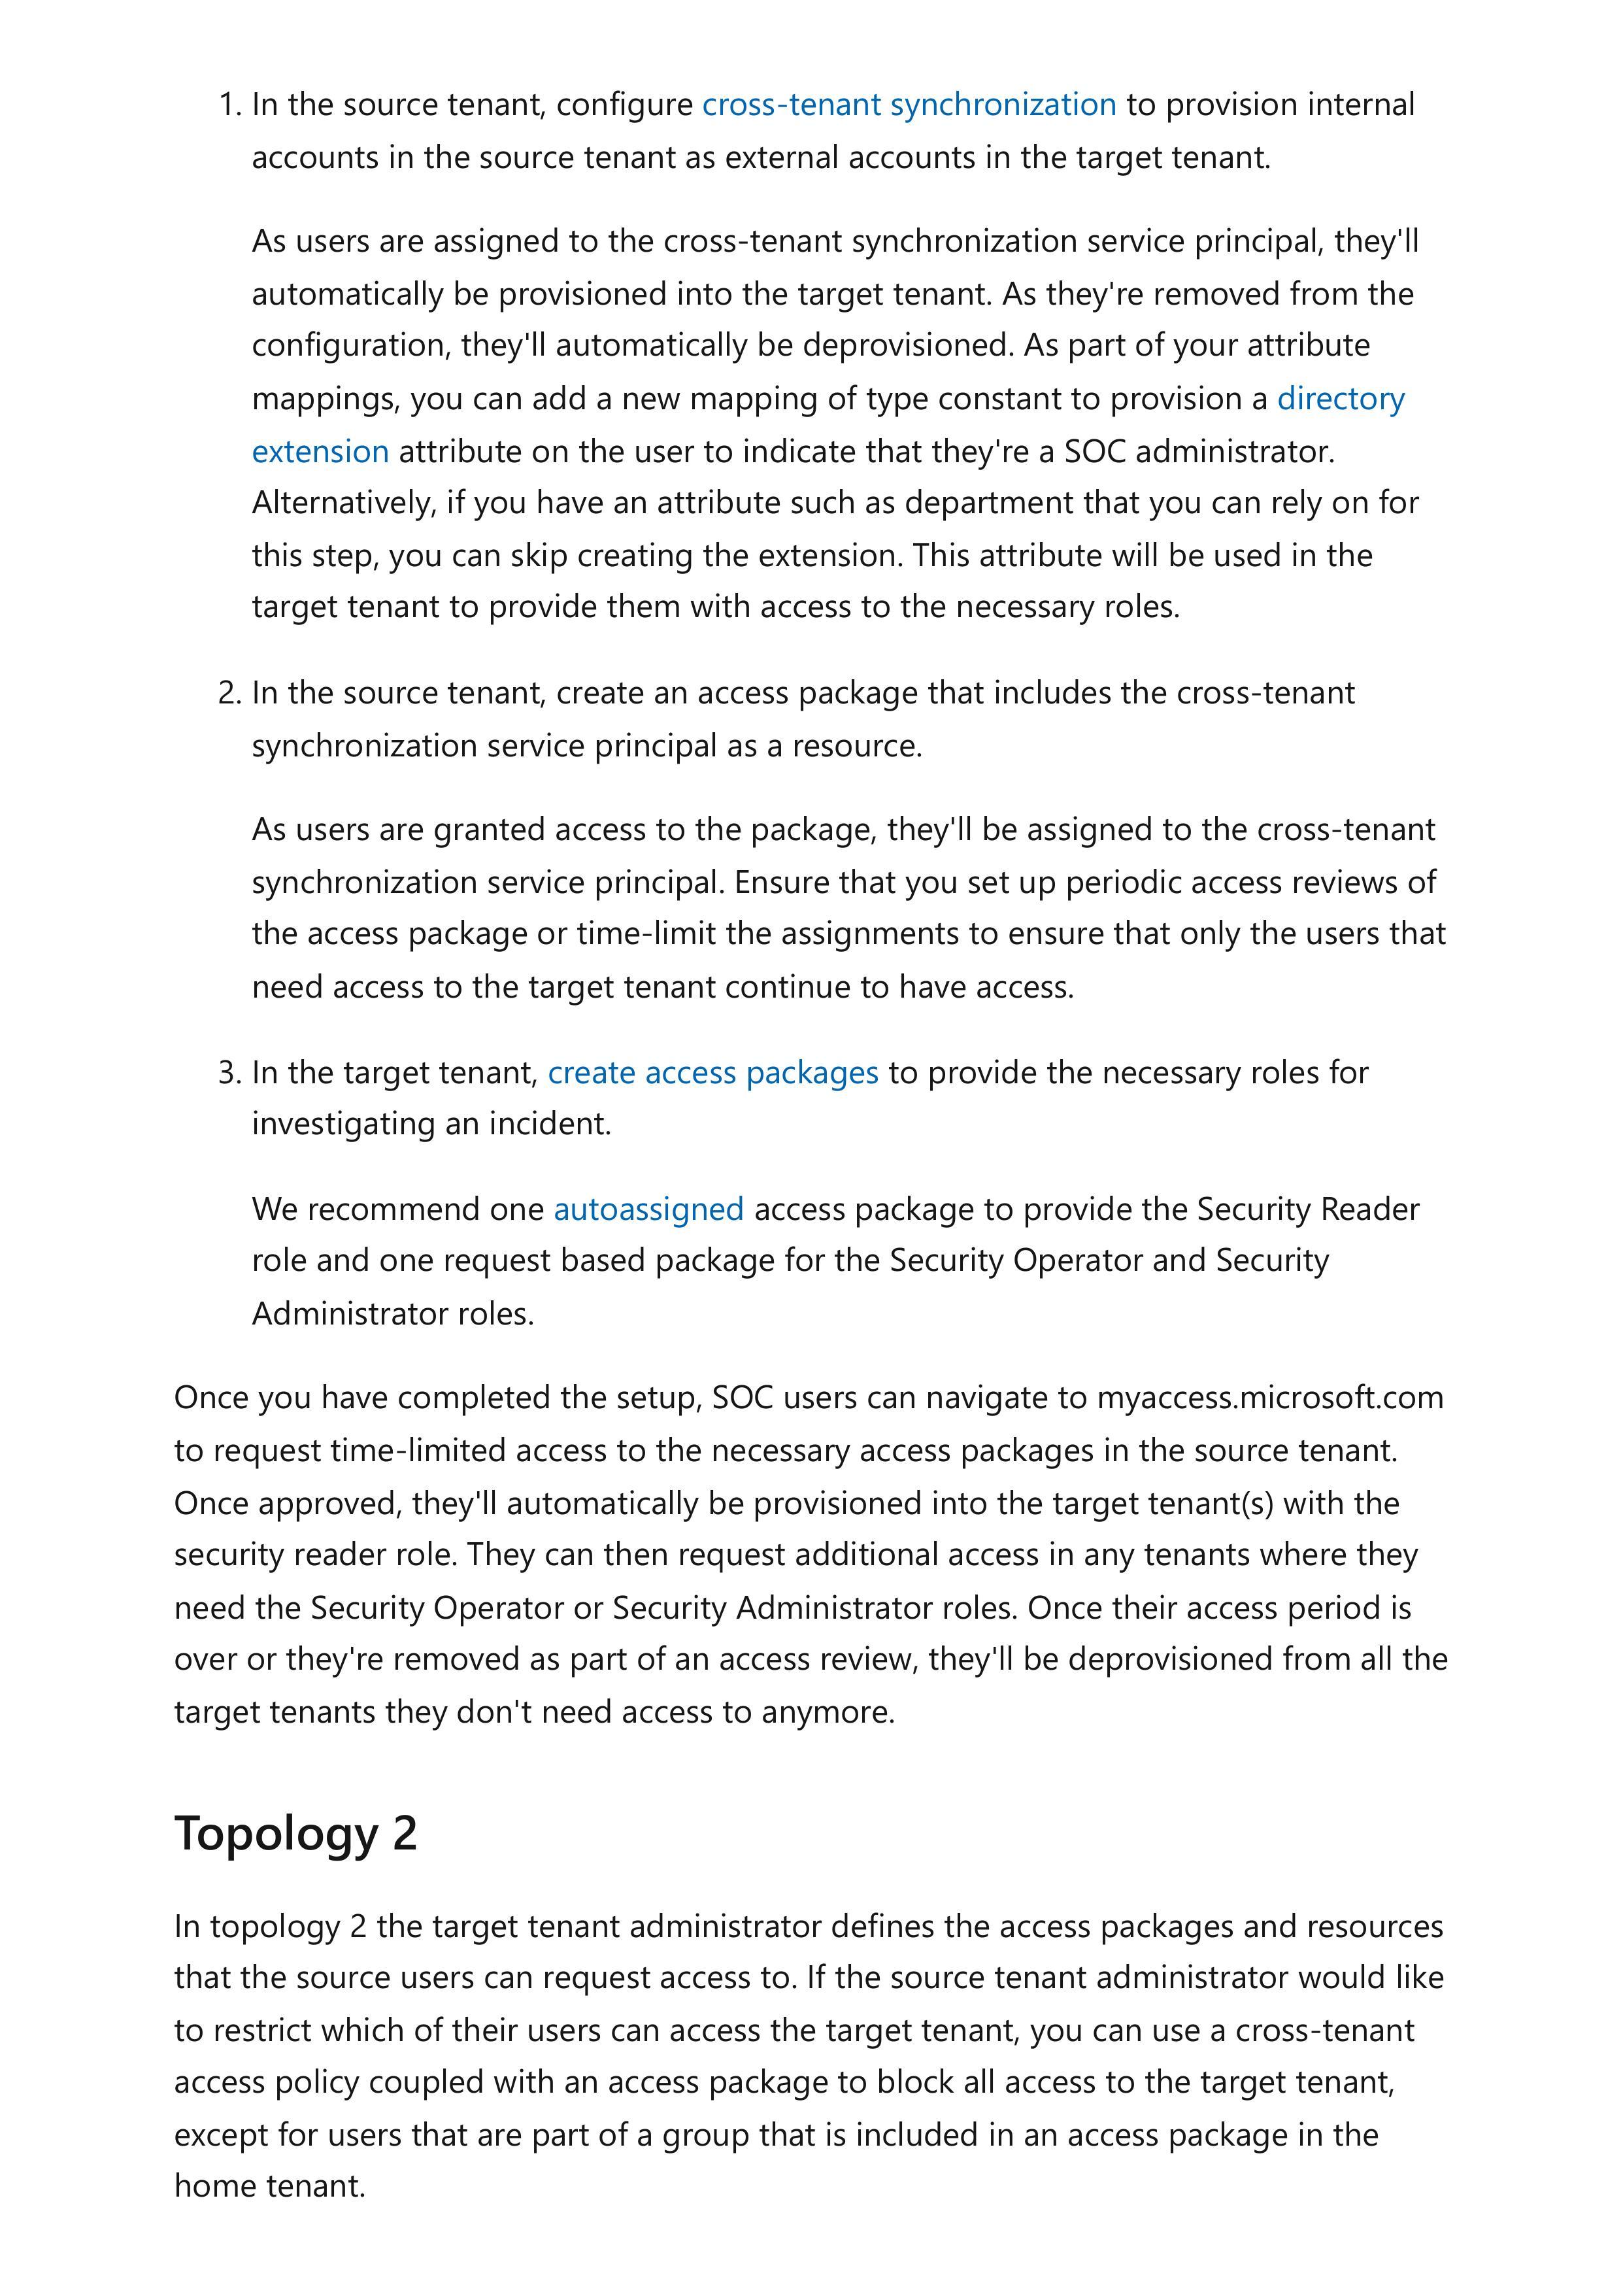 1. In the source tenant, configure cross-tenant synchronization to provision internal
accounts in the source tenant as external accounts in the target tenant.
As users are assigned to the cross-tenant synchronization service principal, they'll
automatically be provisioned into the target tenant. As they're removed from the
configuration, they'll automatically be deprovisioned. As part of your attribute
mappings, you can add a new mapping of type constant to provision a directory
extension attribute on the user to indicate that they're a SOC administrator.
Alternatively, if you have an attribute such as department that you can rely on for
this step, you can skip creating the extension. This attribute will be used in the
target tenant to provide them with access to the necessary roles.
2. In the source tenant, create an access package that includes the cross-tenant
synchronization service principal as a resource.
As users are granted access to the package, they'll be assigned to the cross-tenant
synchronization service principal. Ensure that you set up periodic access reviews of
the access package or time-limit the assignments to ensure that only the users that
need access to the target tenant continue to have access.
3. In the target tenant, create access packages to provide the necessary roles for
investigating an incident.
We recommend one autoassigned access package to provide the Security Reader
role and one request based package for the Security Operator and Security
Administrator roles.
Once you have completed the setup, SOC users can navigate to myaccess.microsoft.com
to request time-limited access to the necessary access packages in the source tenant.
Once approved, they'll automatically be provisioned into the target tenant(s) with the
security reader role. They can then request additional access in any tenants where they
need the Security Operator or Security Administrator roles. Once their access period is
over or they're removed as part of an access review, they'll be deprovisioned from all the
target tenants they don't need access to anymore.
Topology 2
In topology 2 the target tenant administrator defines the access packages and resources
that the source users can request access to. If the source tenant administrator would like
to restrict which of their users can access the target tenant, you can use a cross-tenant
access policy coupled with an access package to block all access to the target tenant,
except for users that are part of a group that is included in an access package in the
home tenant.